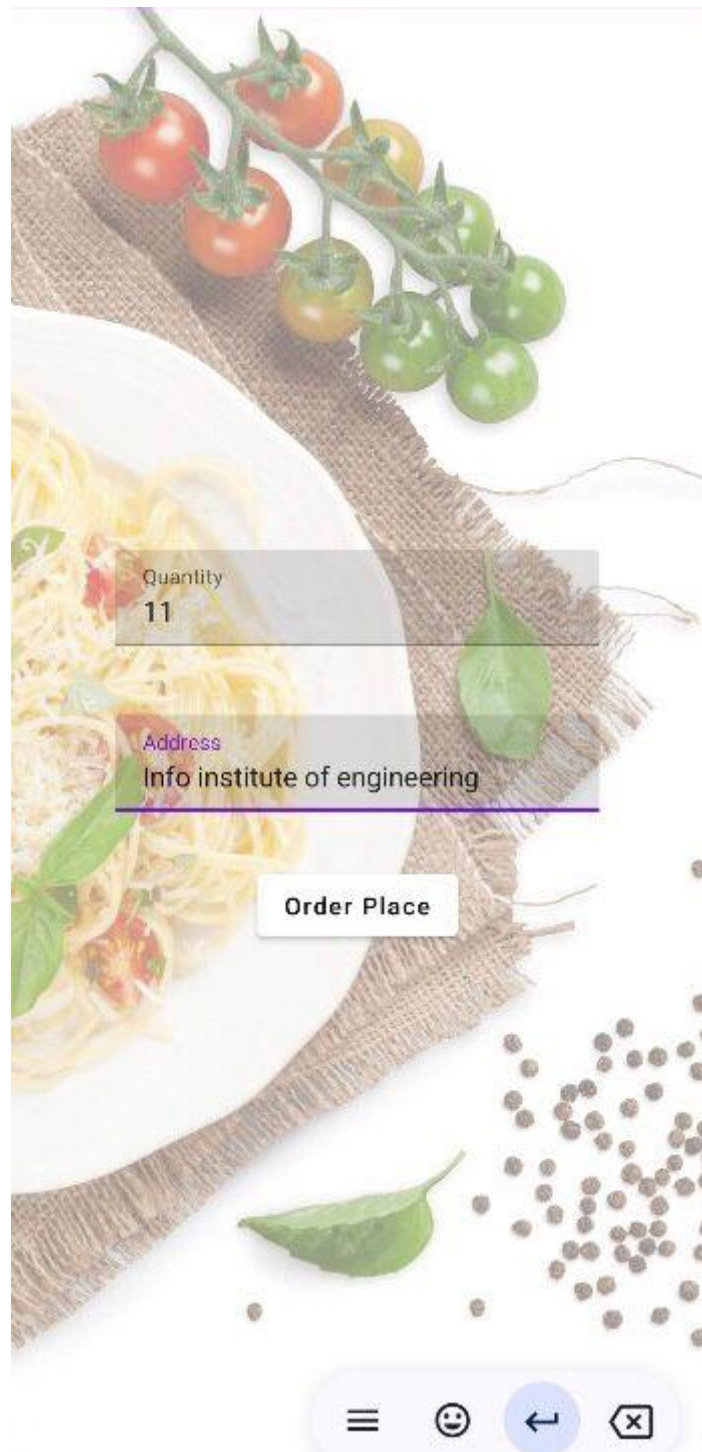 Quantity
11
Address
Info institute of engineering
Order Place